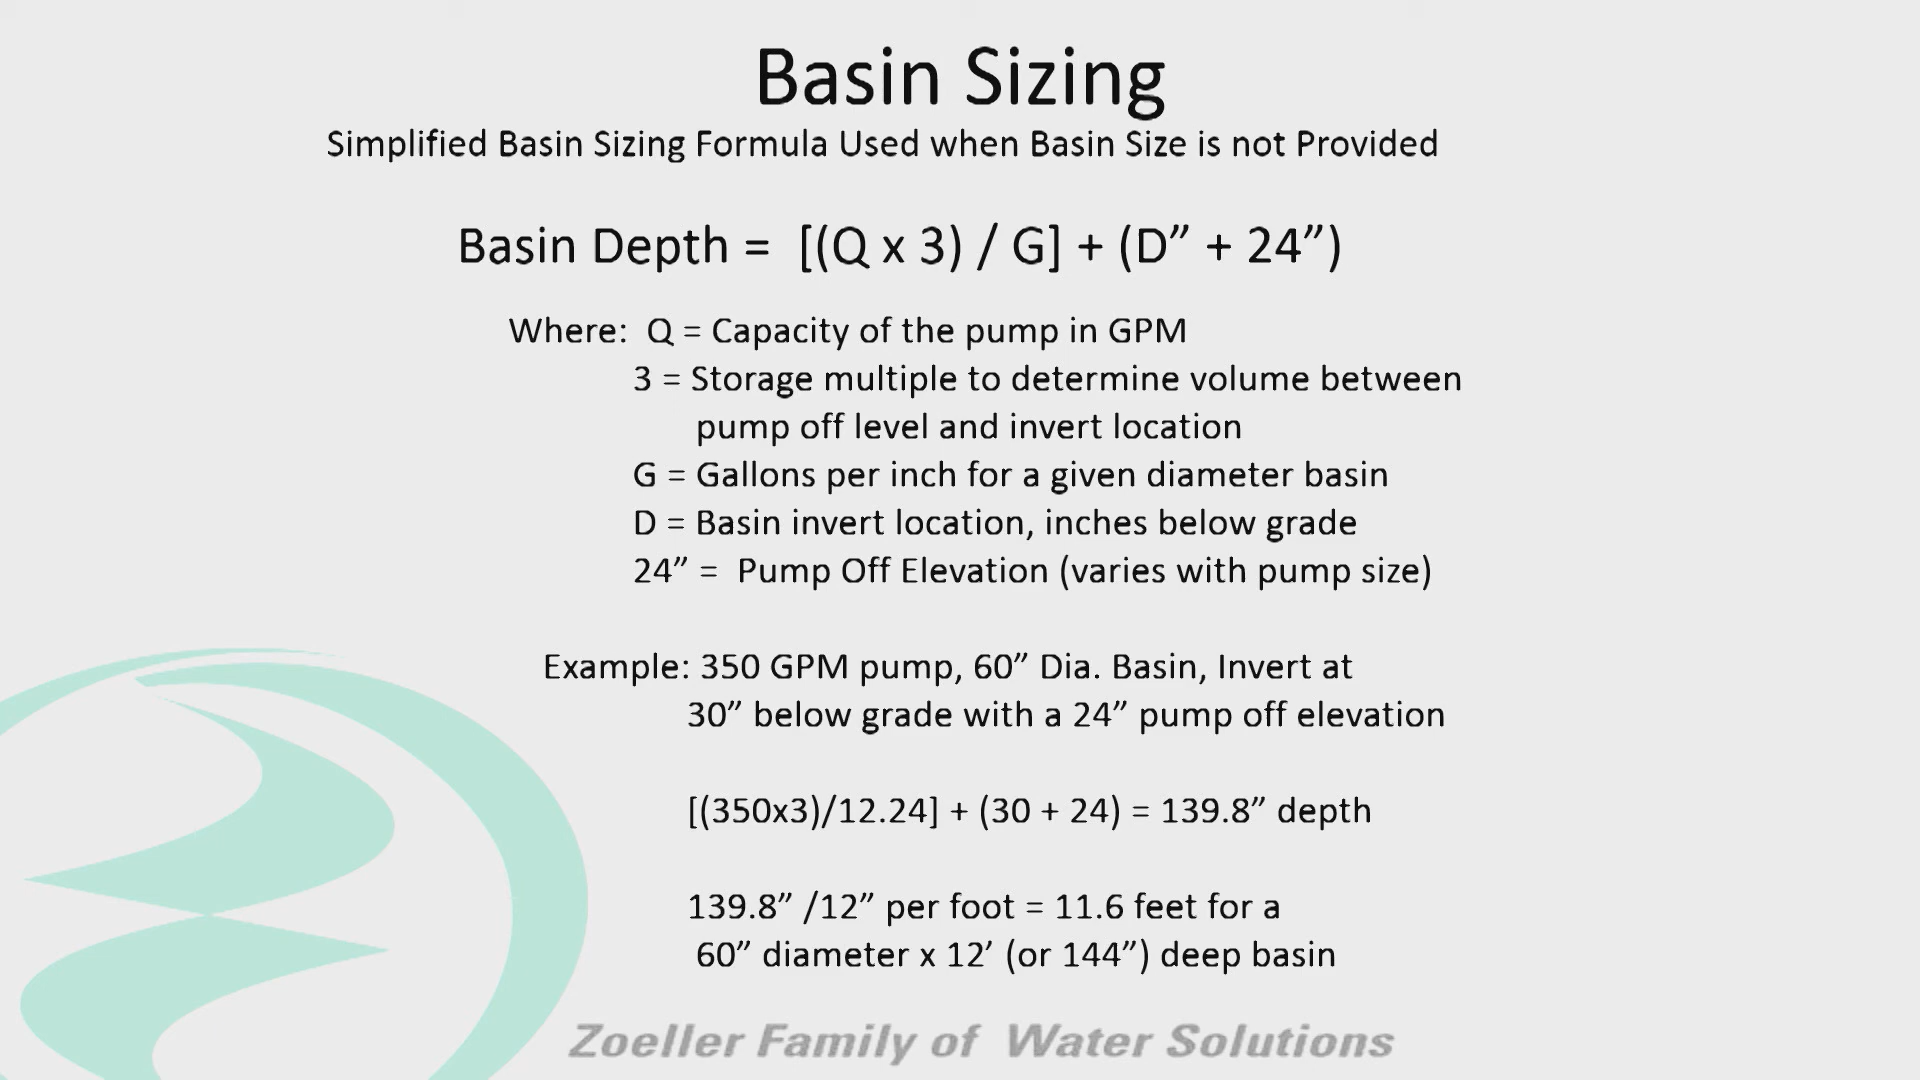 Basin Sizing
Simplified Basin Sizing Formula Used when Basin Size is not Provided
Basin Depth = [(Q x 3) / G] + (D” + 24”)
Where: Q = Capacity of the pump in GPM
3 = Storage multiple to determine volume between
pump off level and invert location
G = Gallons per inch for a given diameter basin
D = Basin invert location, inches below grade
24” = Pump Off Elevation (varies with pump size)
Example: 350 GPM pump, 60” Dia. Basin, Invert at
30” below grade with a 24” pump off elevation
[(350x3)/12.24] + (30 + 24) = 139.8” depth
139.8” /12” per foot = 11.6 feet for a
60” diameter x 12’ (or 144”) deep basin
Zoeller Family of Water Solutions